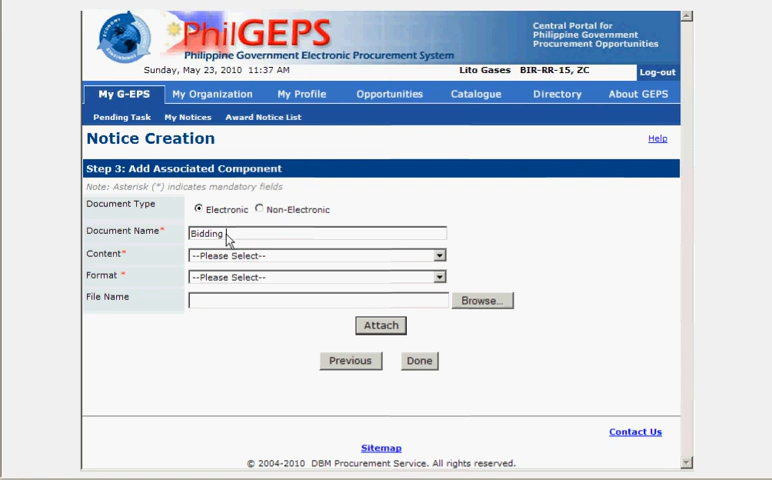 PhilGEPS
Philippine Government Electronic Procurement System
Central Portal for
Philippine Government
Procurement Opportunities
Sunday, May 23, 2010 11:37 AM
Lito Gases BIR-RR-15, ZC
Log-out
My G-EPS My Organization My Profile Opportunities Catalogue Directory About GEPS
Pending Task My Notices Award Notice List
Notice Creation
Help
Step 3: Add Associated Component
Note: Asterisk (*) indicates mandatory fields
Document Type
Electronic Non-Electronic
Document Name*
Bidding
Content*
--Please Select--
Format *
--Please Select--
File Name
Browse...
Attach
Previous Done
Contact Us
Sitemap
© 2004-2010 DBM Procurement Service. All rights reserved.